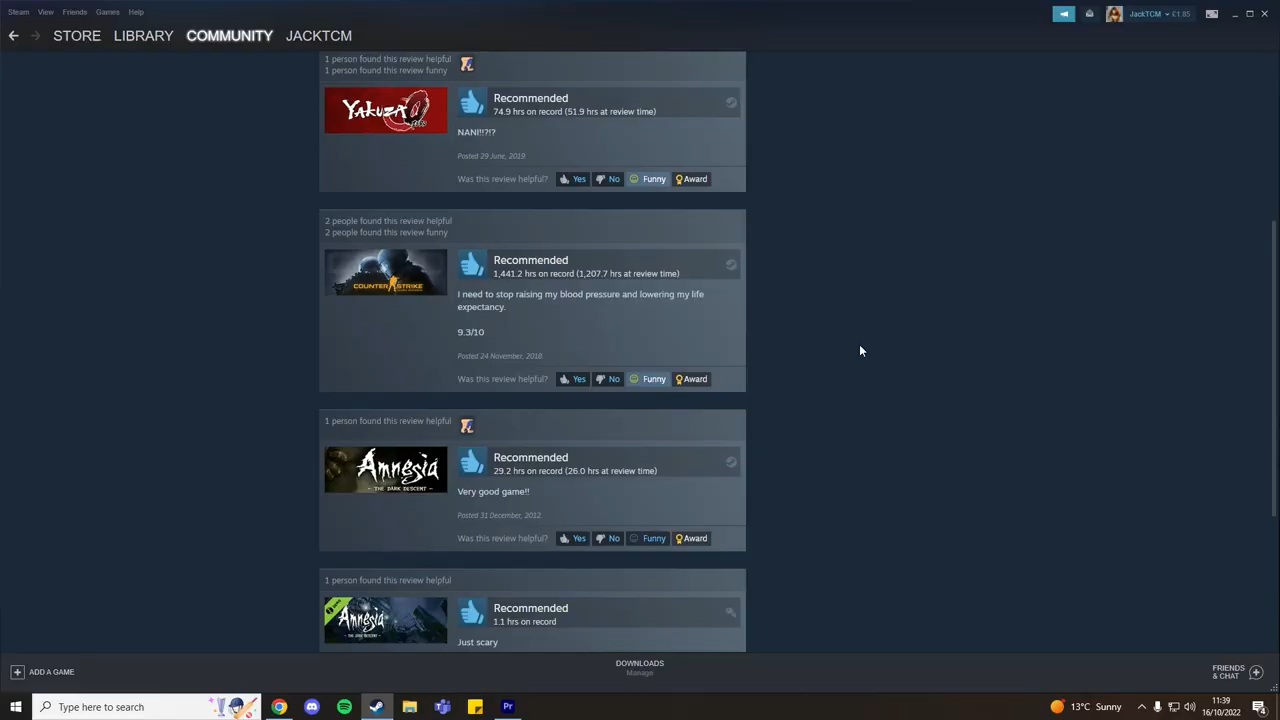 Steam View Friends Games Help
JackTCM £1.85
STORE LIBRARY COMMUNITY JACKTCM
1 person found this review helpful
1 person found this review funny
YAKUZA 0
Recommended
74.9 hrs on record (51.9 hrs at review time)
NANI!!?!?
Posted 29 June, 2019.
Was this review helpful? Yes No Funny Award
2 people found this review helpful
2 people found this review funny
COUNTER STRIKE
Recommended
1,441.2 hrs on record (1,207.7 hrs at review time)
I need to stop raising my blood pressure and lowering my life
expectancy.
9.3/10
Posted 24 November, 2018.
Was this review helpful? Yes No Funny Award
1 person found this review helpful
Amnesia
- THE DARK DESCENT -
Recommended
29.2 hrs on record (26.0 hrs at review time)
Very good game!!
Posted 31 December, 2012.
Was this review helpful? Yes No Funny Award
1 person found this review helpful
Amnesia
- THE DARK DESCENT -
Recommended
1.1 hrs on record
Just scary
ADD A GAME
DOWNLOADS
Manage
FRIENDS
& CHAT
Type here to search
Pr
13°C Sunny
11:39
16/10/2022